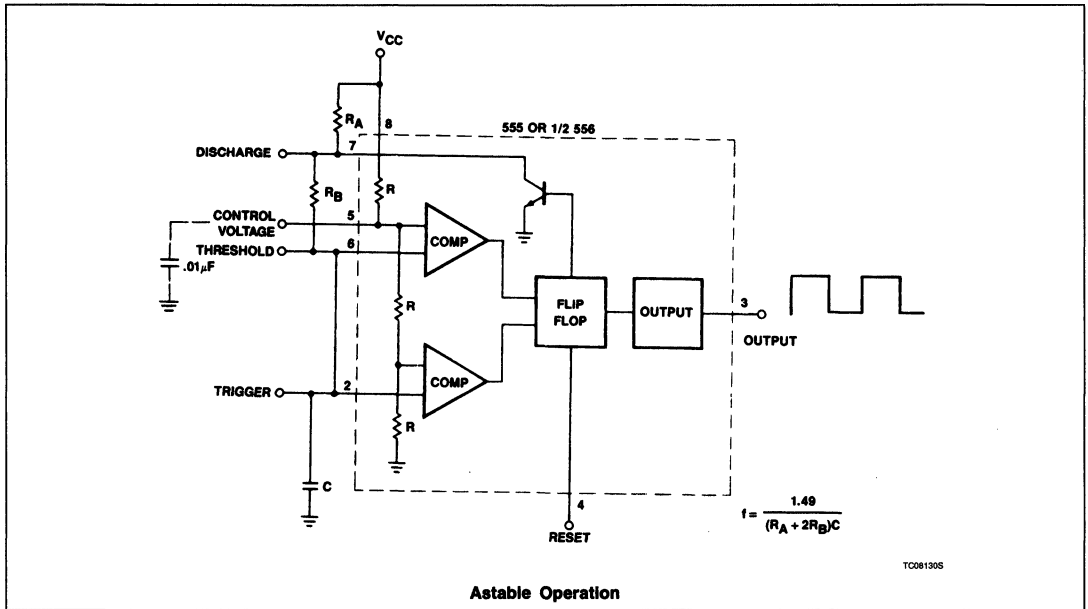 VCC
RA
8
555 OR 1/2 556
DISCHARGE
7
RB
R
CONTROL
VOLTAGE
5
COMP
THRESHOLD
6
.01μF
R
FLIP
FLOP
OUTPUT
3
OUTPUT
COMP
TRIGGER
2
R
C
4
RESET
f = 1.49
(RA + 2RB)C
TC08130S
Astable Operation